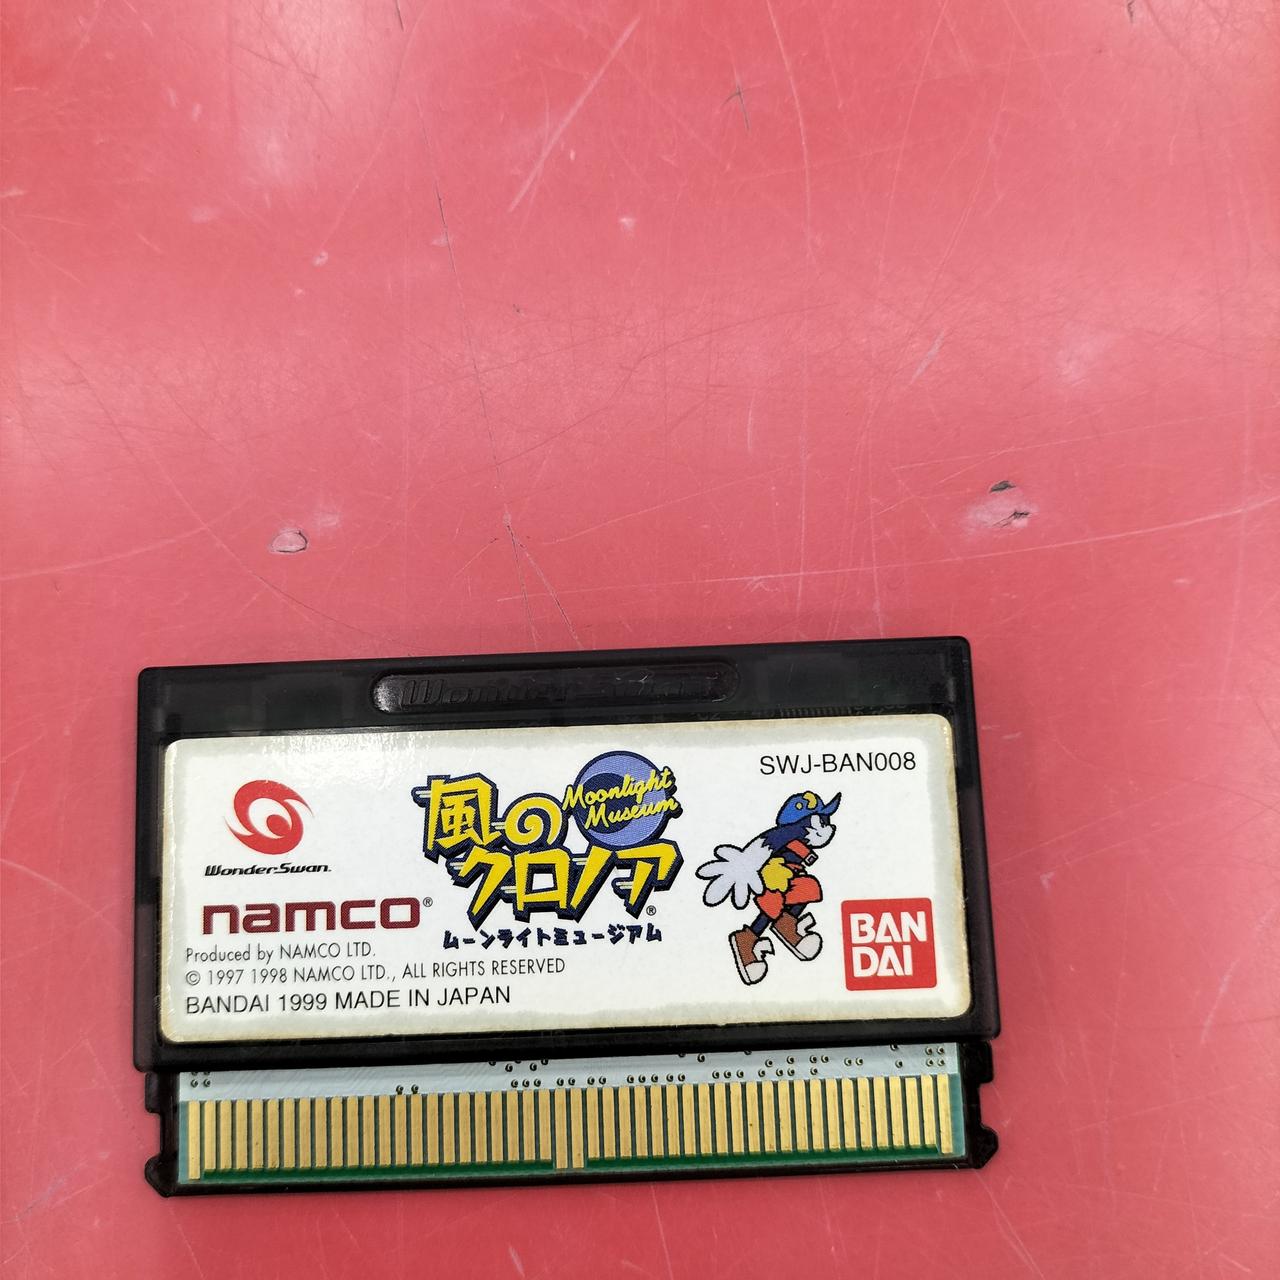 WonderSwan
SWJ-BAN008
Moonlight
Museum
風の
クロノア®
ムーンライトミュージアム
WonderSwan™
namco®
BAN
DAI
Produced by NAMCO LTD.
© 1997 1998 NAMCO LTD., ALL RIGHTS RESERVED
BANDAI 1999 MADE IN JAPAN